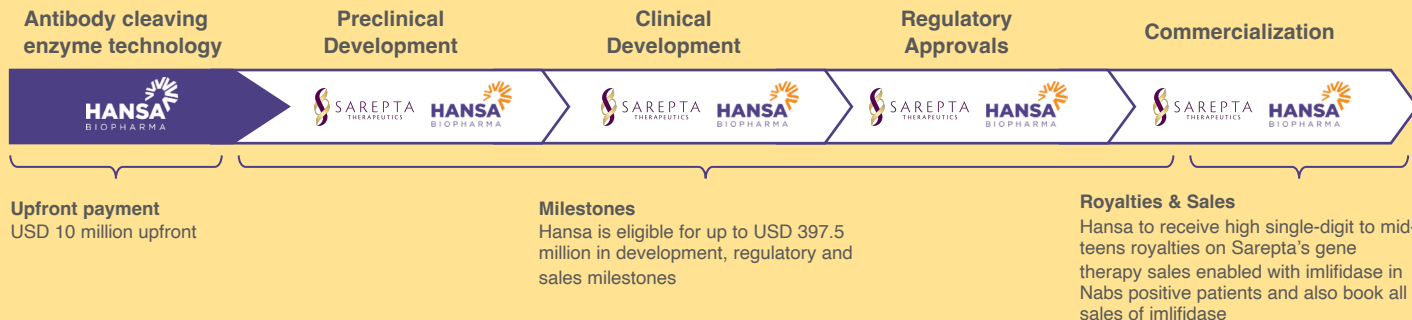 Antibody cleaving
enzyme technology
Preclinical
Development
Clinical
Development
Regulatory
Approvals
Commercialization
HANSA
BIOPHARMA
SAREPTA
THERAPEUTICS
HANSA
BIOPHARMA
SAREPTA
THERAPEUTICS
HANSA
BIOPHARMA
SAREPTA
THERAPEUTICS
HANSA
BIOPHARMA
SAREPTA
THERAPEUTICS
HANSA
BIOPHARMA
Upfront payment
USD 10 million upfront
Milestones
Hansa is eligible for up to USD 397.5
million in development, regulatory and
sales milestones
Royalties & Sales
Hansa to receive high single-digit to mid-
teens royalties on Sarepta's gene
therapy sales enabled with imlifidase in
Nabs positive patients and also book all
sales of imlifidase